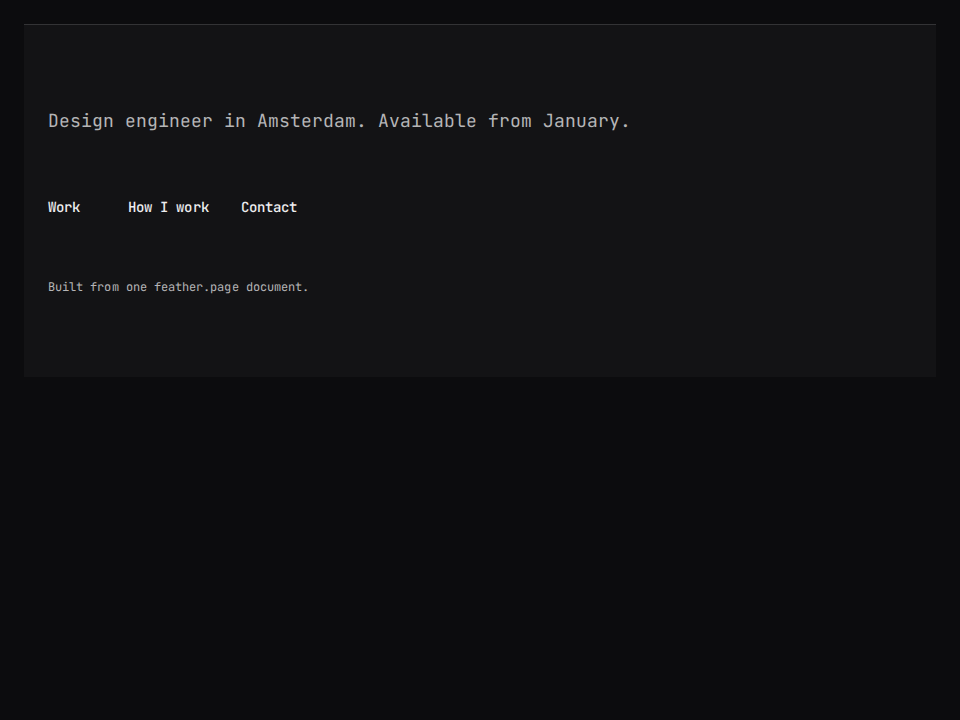 Design engineer in Amsterdam. Available from January.
Work How I work Contact
Built from one feather.page document.